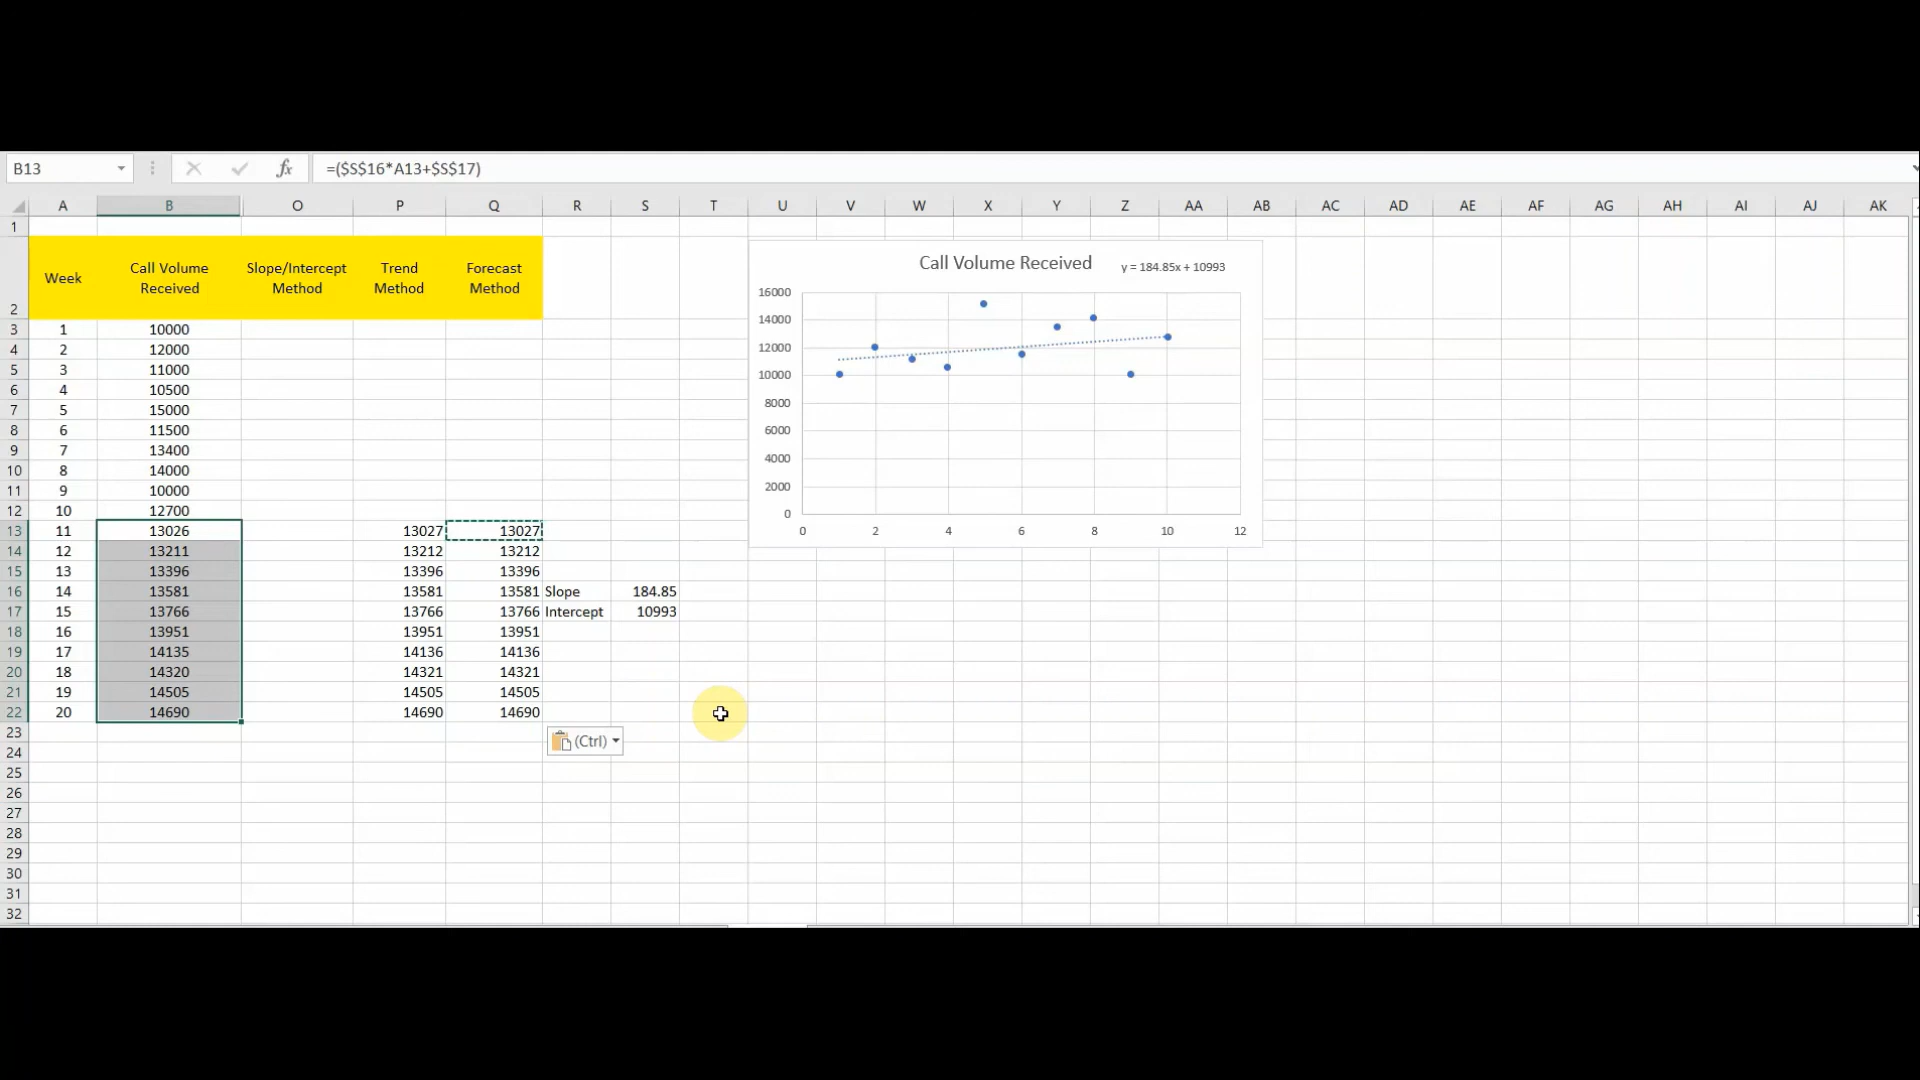 B13 fx =($S$16*A13+$S$17)
A B O P Q R S T U V W X Y Z AA AB AC AD AE AF AG AH AI AJ AK
1
2 Week Call Volume Received Slope/Intercept Method Trend Method Forecast Method
3 1 10000
4 2 12000
5 3 11000
6 4 10500
7 5 15000
8 6 11500
9 7 13400
10 8 14000
11 9 10000
12 10 12700
13 11 13026 13027 13027
14 12 13211 13212 13212
15 13 13396 13396 13396
16 14 13581 13581 13581 Slope 184.85
17 15 13766 13766 13766 Intercept 10993
18 16 13951 13951 13951
19 17 14135 14136 14136
20 18 14320 14321 14321
21 19 14505 14505 14505
22 20 14690 14690 14690
23
(Ctrl)
24
25
26
27
28
29
30
31
32
Call Volume Received
y = 184.85x + 10993
16000
14000
12000
10000
8000
6000
4000
2000
0
0 2 4 6 8 10 12